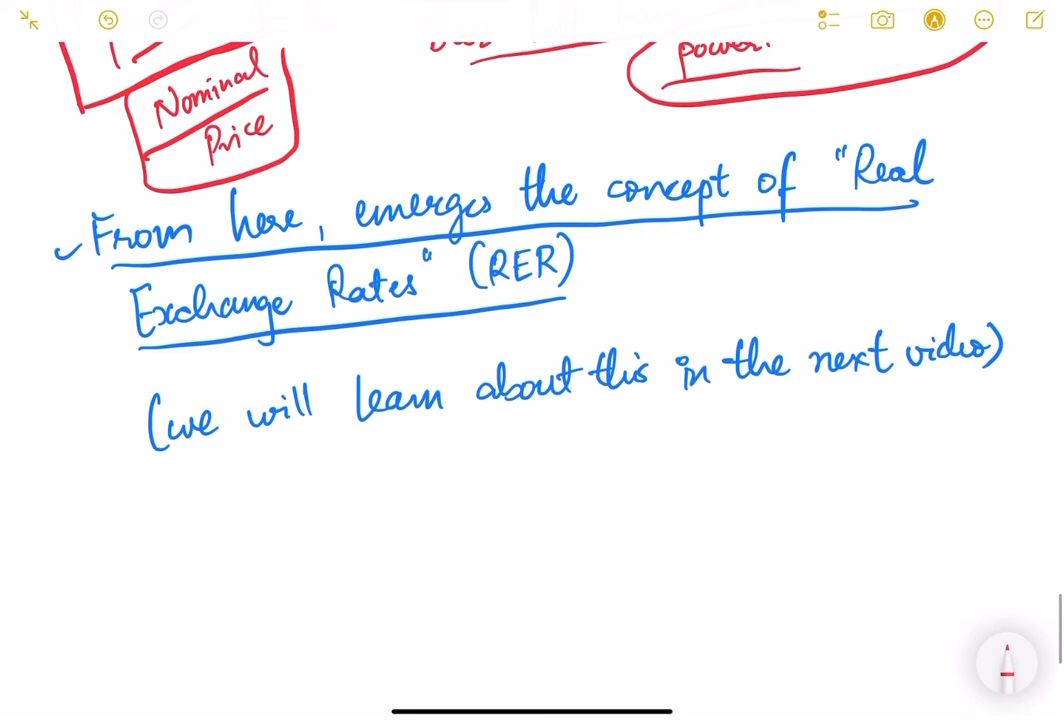 power.
Nominal
Price
From here, emerges the concept of "Real
Exchange Rates" (RER)
(we will learn about this in the next video)